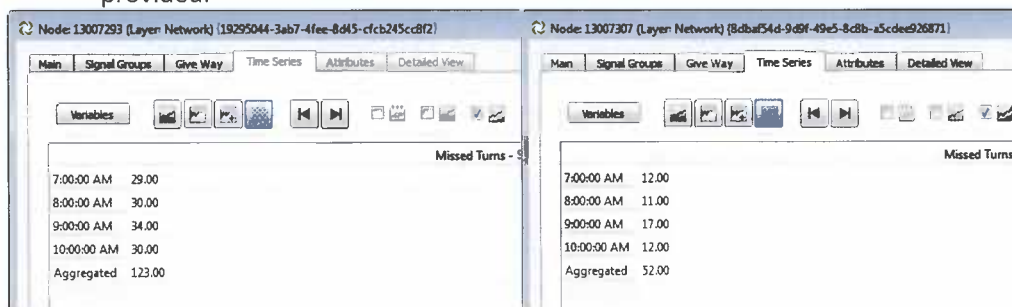 provided.
Node: 13007293 (Layer: Network) {19295044-3ab7-4fee-8d45-cfcb245cc8f2}
Main Signal Groups Give Way Time Series Attributes Detailed View
Variables
Missed Turns - S
7:00:00 AM 29.00
8:00:00 AM 30.00
9:00:00 AM 34.00
10:00:00 AM 30.00
Aggregated 123.00
Node: 13007307 (Layer: Network) {8dbaf54d-9d9f-49e5-8c8b-a5cdee926871}
Main Signal Groups Give Way Time Series Attributes Detailed View
Variables
Missed Turns
7:00:00 AM 12.00
8:00:00 AM 11.00
9:00:00 AM 17.00
10:00:00 AM 12.00
Aggregated 52.00